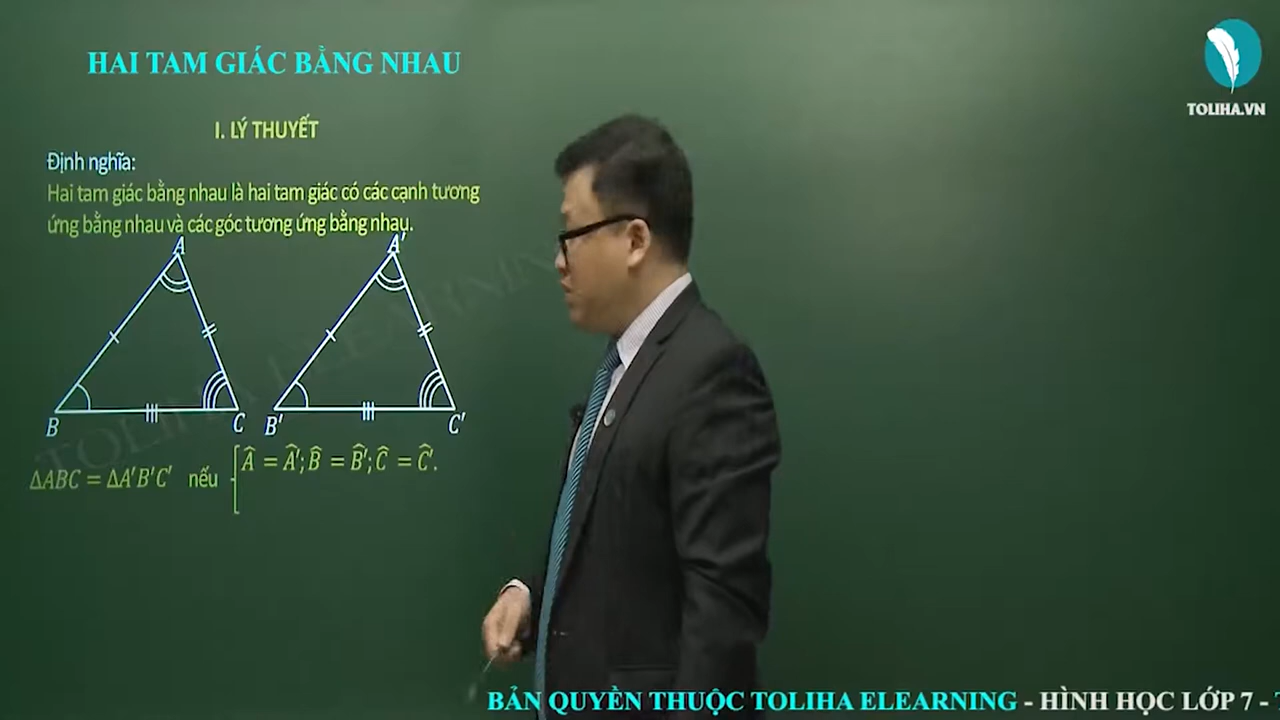 HAI TAM GIÁC BẰNG NHAU
TOLIHA.VN
I. LÝ THUYẾT
Định nghĩa:
Hai tam giác bằng nhau là hai tam giác có các cạnh tương
ứng bằng nhau và các góc tương ứng bằng nhau.
A A'
B C B' C'
ΔABC = ΔA'B'C' nếu { Â = Â'; B̂ = B̂'; Ĉ = Ĉ'.
TOLIHA ELEARNING
BẢN QUYỀN THUỘC TOLIHA ELEARNING - HÌNH HỌC LỚP 7 -